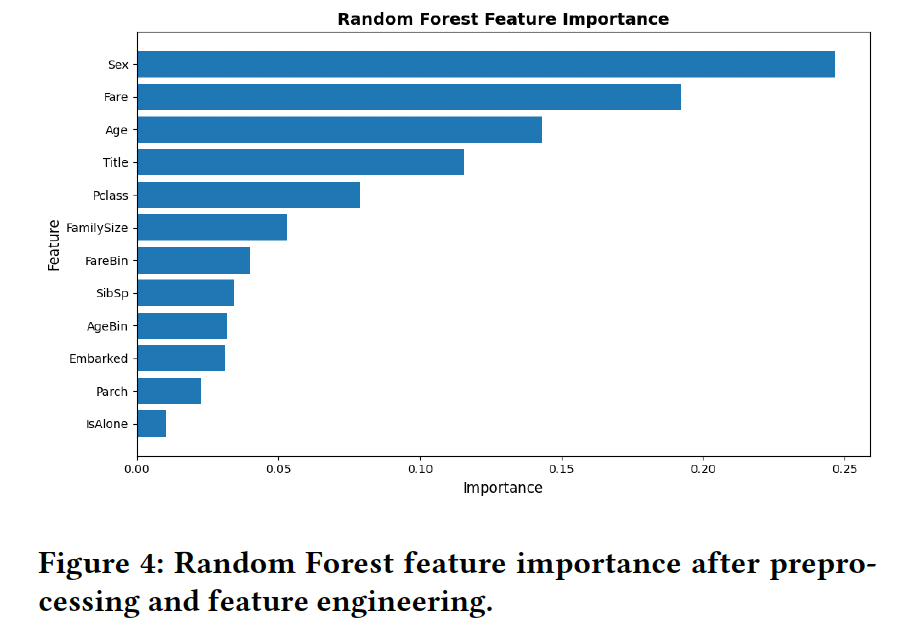 Random Forest Feature Importance
Sex
Fare
Age
Title
Pclass
FamilySize
FareBin
SibSp
AgeBin
Embarked
Parch
IsAlone
Feature
0.00 0.05 0.10 0.15 0.20 0.25
Importance
Figure 4: Random Forest feature importance after prepro-
cessing and feature engineering.